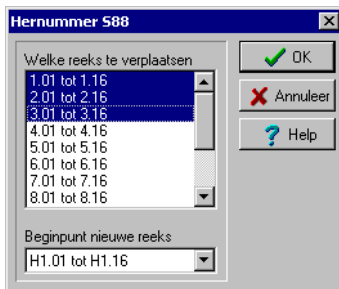 Hernummer S88
Welke reeks te verplaatsen
1.01 tot 1.16
2.01 tot 2.16
3.01 tot 3.16
4.01 tot 4.16
5.01 tot 5.16
6.01 tot 6.16
7.01 tot 7.16
8.01 tot 8.16
Beginpunt nieuwe reeks
H1.01 tot H1.16
OK
Annuleer
Help